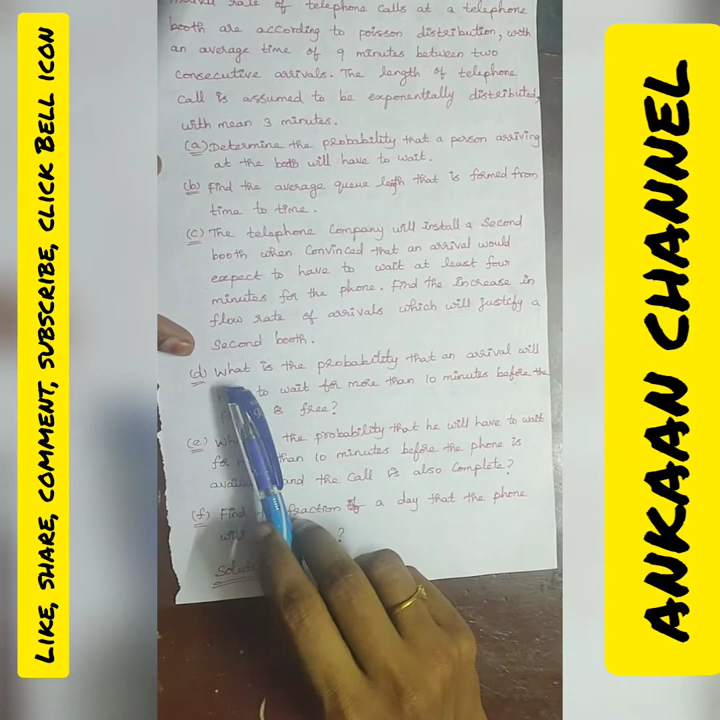 LIKE, SHARE, COMMENT, SUBSCRIBE, CLICK BELL ICON
rate of telephone calls at a telephone
booth are according to poisson distribution, with
an average time of 9 minutes between two
consecutive arrivals. The length of telephone
call is assumed to be exponentially distributed,
with mean 3 minutes.
(a) Determine the probability that a person arriving
at the booth will have to wait.
(b) Find the average queue length that is formed from
time to time.
(c) The telephone company will install a second
booth when convinced that an arrival would
expect to have to wait at least four
minutes for the phone. Find the increase in
flow rate of arrivals which will justify a
second booth.
(d) What is the probability that an arrival will
to wait for more than 10 minutes before the
is free?
(e) the probability that he will have to wait
for than 10 minutes before the phone is
and the call is also complete?
(f) Find fraction of a day that the phone
will ?
ANKAAN CHANNEL